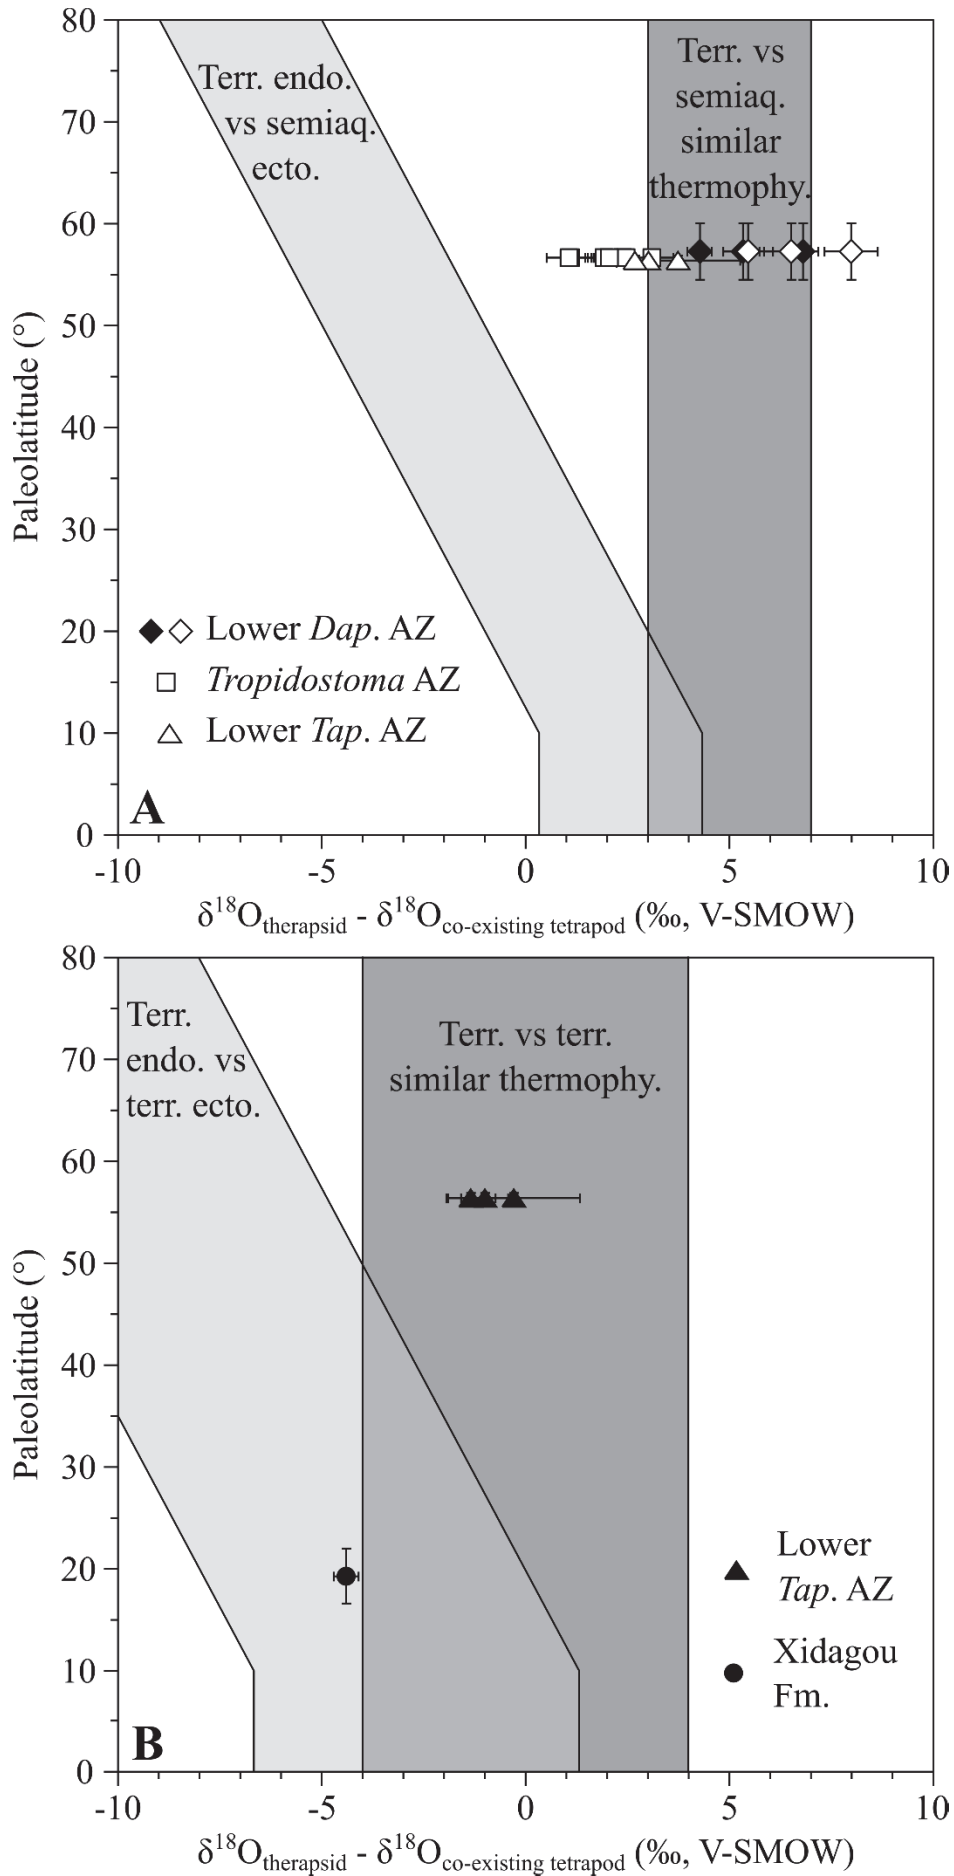 80
70
60
50
40
30
20
10
0
Paleolatitude (°)
Terr. endo.
vs semiaq.
ecto.
Terr. vs
semiaq.
similar
thermophy.
Lower Dap. AZ
Tropidostoma AZ
Lower Tap. AZ
A
-10 -5 0 5 10
δ¹⁸Otherapsid - δ¹⁸Oco-existing tetrapod (‰, V-SMOW)
80
70
60
50
40
30
20
10
0
Paleolatitude (°)
Terr.
endo. vs
terr. ecto.
Terr. vs terr.
similar thermophy.
Lower
Tap. AZ
Xidagou
Fm.
B
-10 -5 0 5 10
δ¹⁸Otherapsid - δ¹⁸Oco-existing tetrapod (‰, V-SMOW)